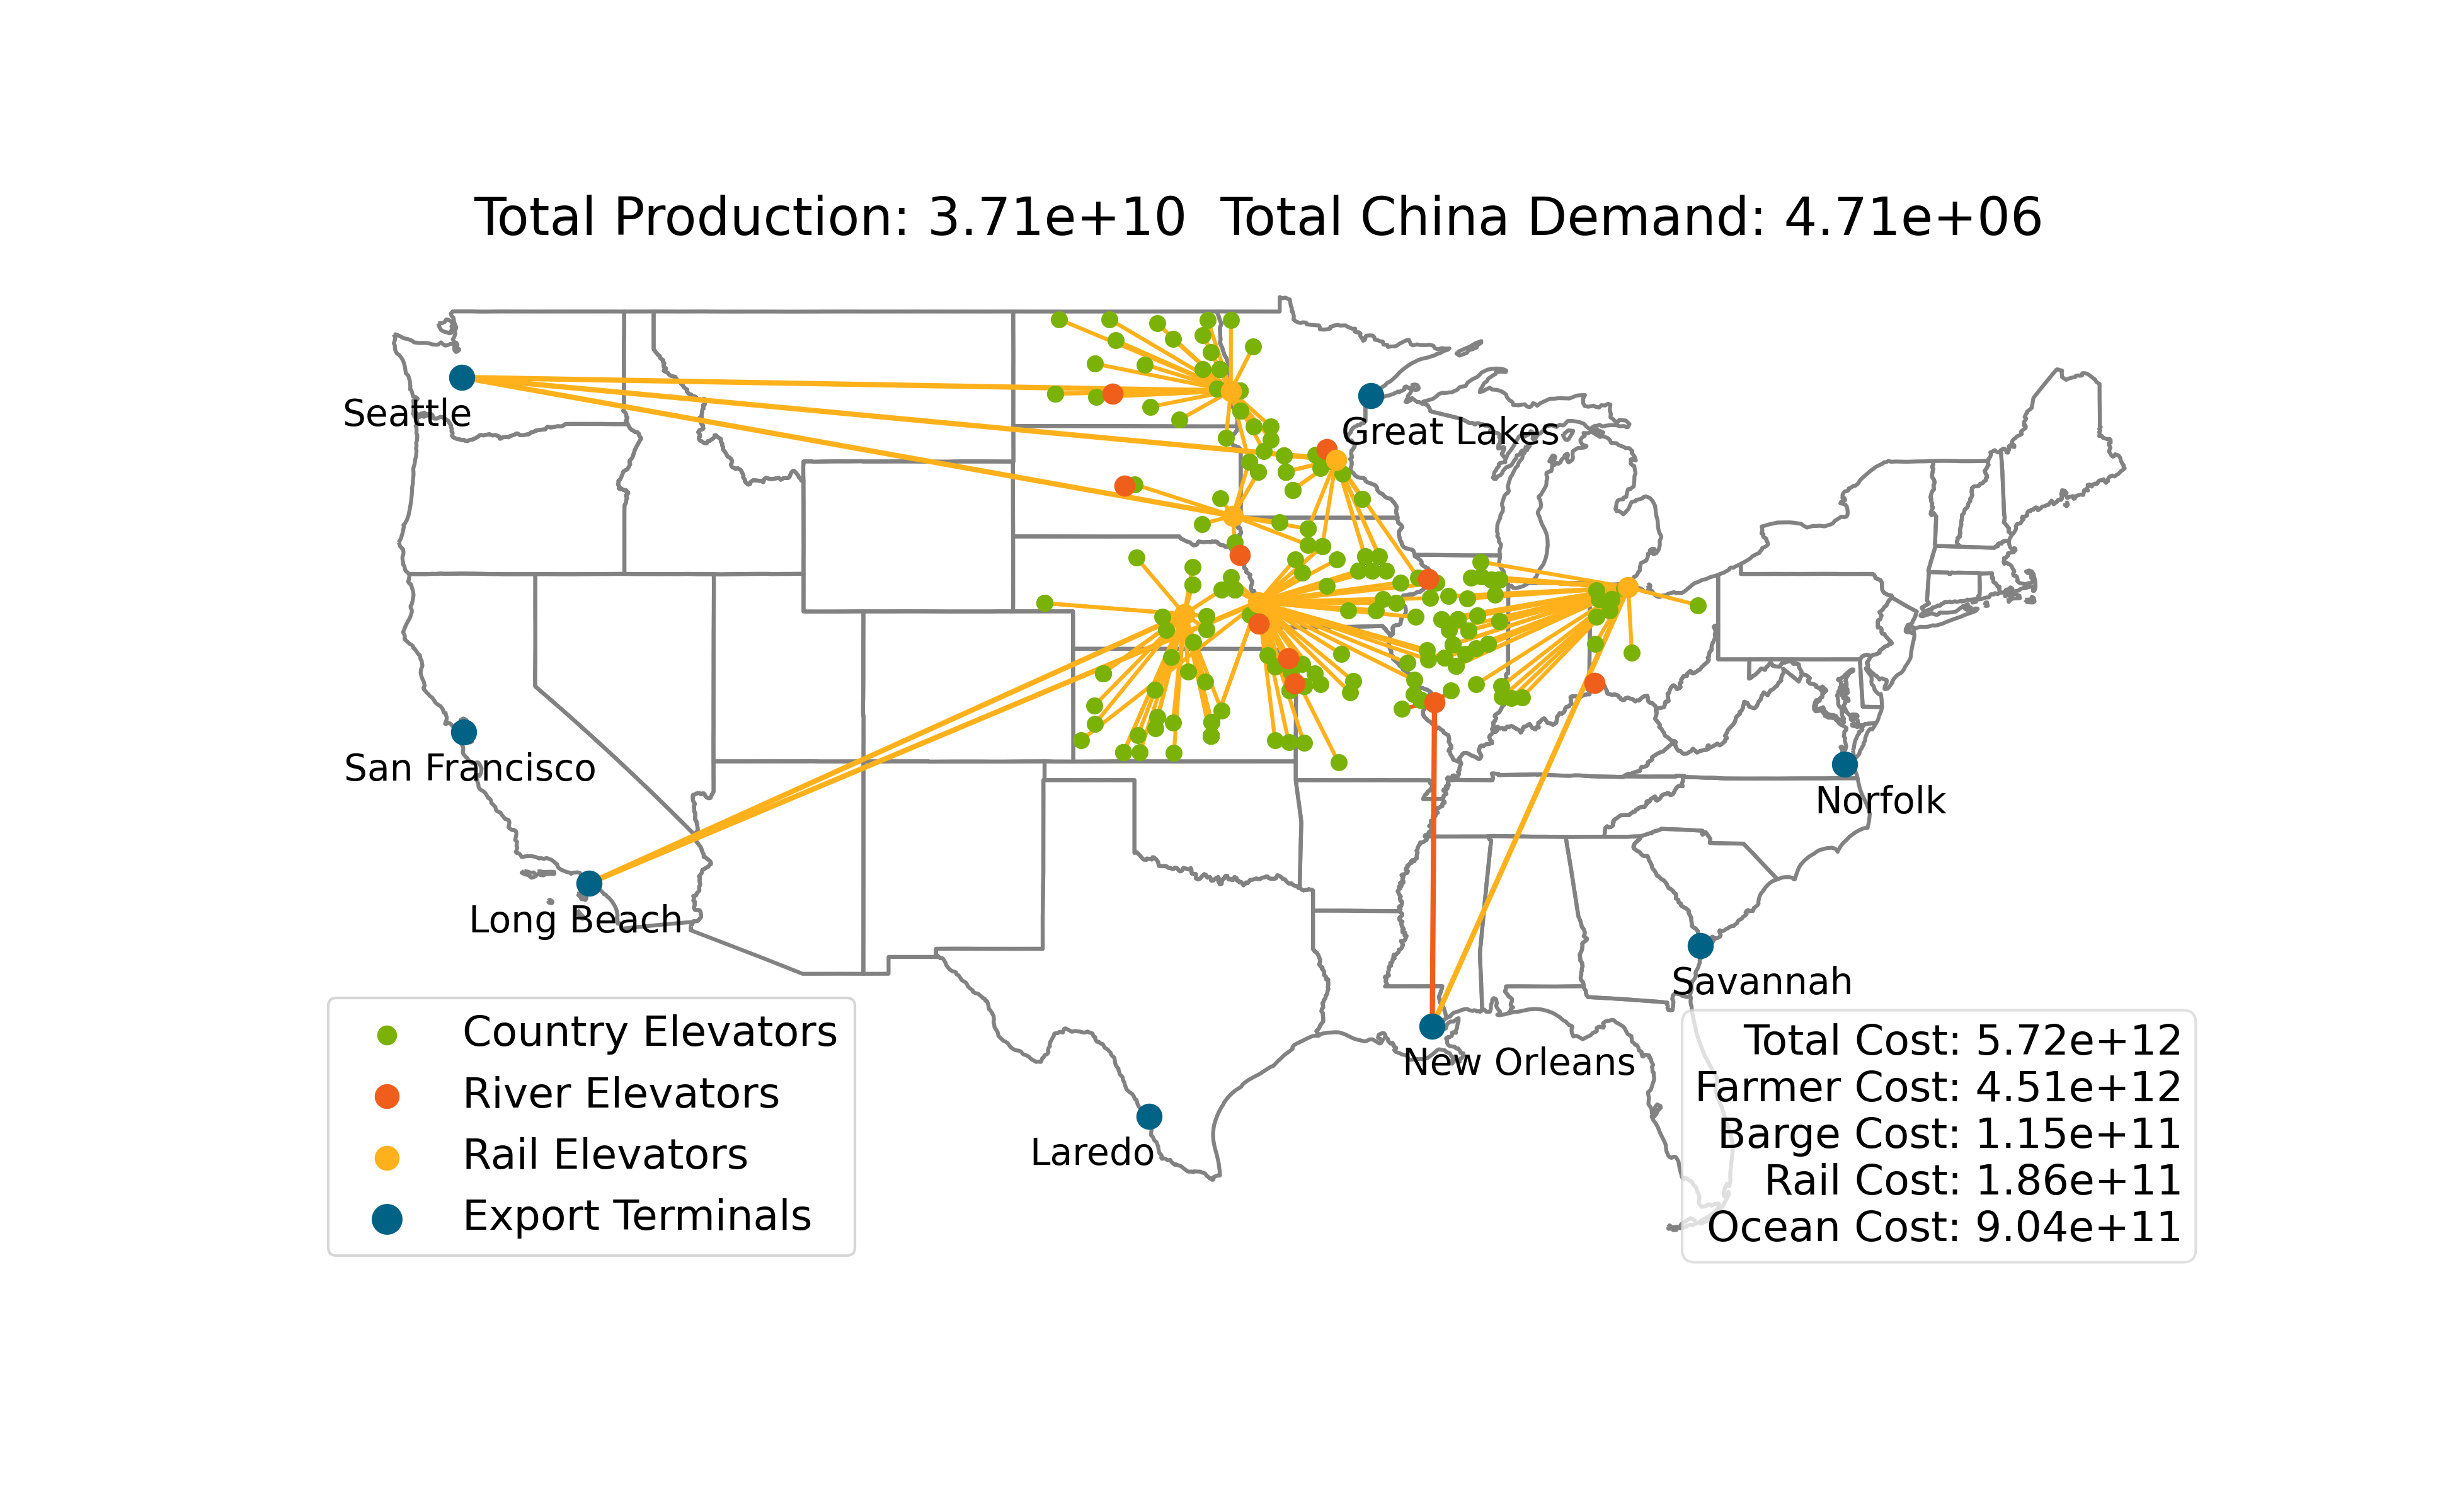 Total Production: 3.71e+10  Total China Demand: 4.71e+06
Seattle
Great Lakes
San Francisco
Norfolk
Long Beach
Savannah
New Orleans
Laredo
Country Elevators
River Elevators
Rail Elevators
Export Terminals
Total Cost: 5.72e+12
Farmer Cost: 4.51e+12
Barge Cost: 1.15e+11
Rail Cost: 1.86e+11
Ocean Cost: 9.04e+11